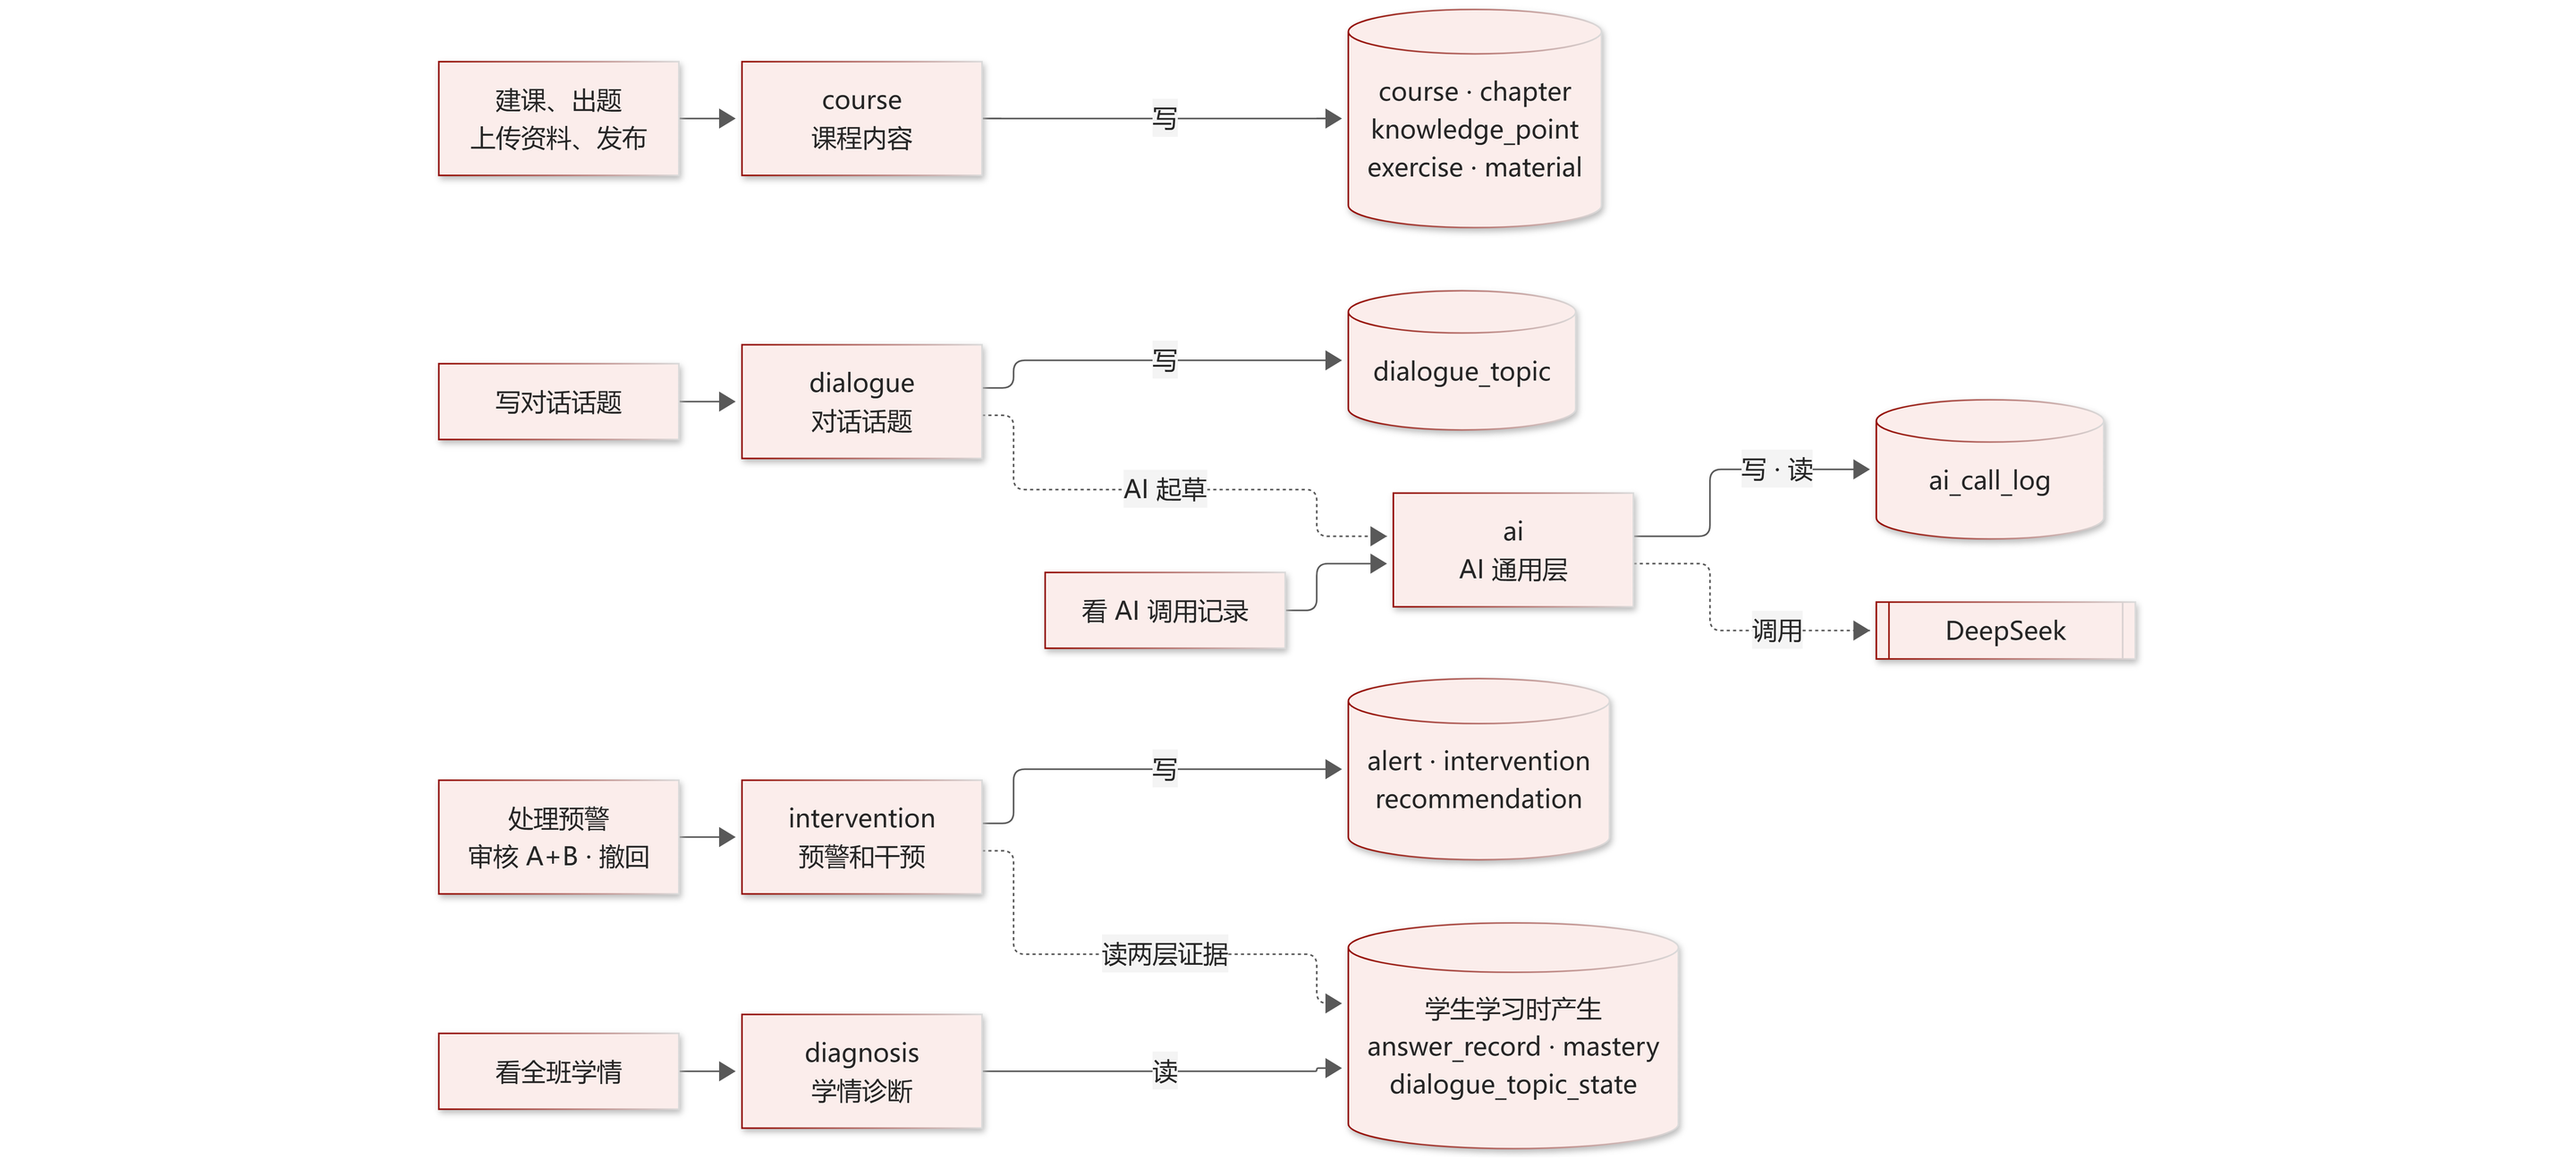 建课、出题
上传资料、发布
course
课程内容
写
course · chapter
knowledge_point
exercise · material
写对话话题
dialogue
对话话题
写
dialogue_topic
AI 起草
看 AI 调用记录
ai
AI 通用层
写 · 读
ai_call_log
调用
DeepSeek
处理预警
审核 A+B · 撤回
intervention
预警和干预
写
alert · intervention
recommendation
读两层证据
看全班学情
diagnosis
学情诊断
读
学生学习时产生
answer_record · mastery
dialogue_topic_state